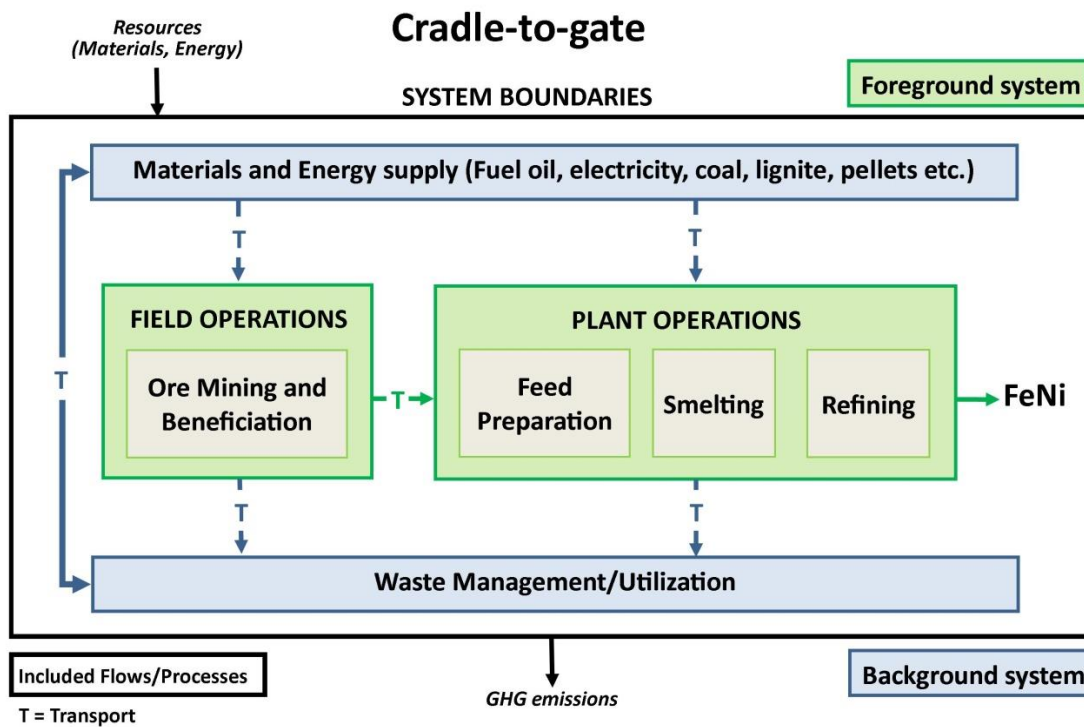 Resources
(Materials, Energy)
Cradle-to-gate
SYSTEM BOUNDARIES
Foreground system
Materials and Energy supply (Fuel oil, electricity, coal, lignite, pellets etc.)
T
T
T
FIELD OPERATIONS
Ore Mining and
Beneficiation
T
PLANT OPERATIONS
Feed
Preparation
Smelting
Refining
FeNi
T
T
Waste Management/Utilization
Included Flows/Processes
T = Transport
GHG emissions
Background system